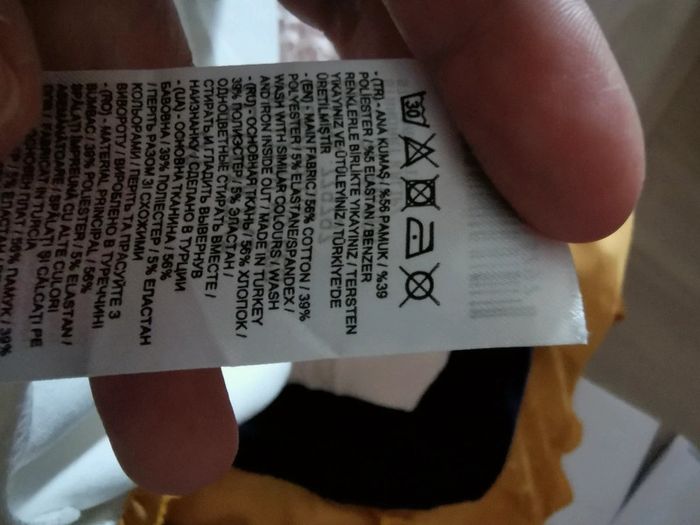 30
- (TR) - ANA KUMAŞ / %56 PAMUK / %39
POLİESTER / %5 ELASTAN / BENZER
RENKLERLE BİRLİKTE YIKAYINIZ / TERSTEN
YIKAYINIZ VE ÜTÜLEYİNİZ / TÜRKİYE'DE
ÜRETİLMİŞTİR
- (EN) - MAIN FABRIC / 56% COTTON / 39%
POLYESTER / 5% ELASTANE/SPANDEX /
WASH WITH SIMILAR COLOURS / WASH
AND IRON INSIDE OUT / MADE IN TURKEY
- (RU) - ОСНОВНАЯ ТКАНЬ / 56% ХЛОПОК /
39% ПОЛИЭСТЕР / 5% ЭЛАСТАН /
ОДНОЦВЕТНЫЕ СТИРАТЬ ВМЕСТЕ /
СТИРАТЬ И ГЛАДИТЬ ВЫВЕРНУВ
НАИЗНАНКУ / СДЕЛАНО В ТУРЦИИ
- (UA) - ОСНОВНА ТКАНИНА / 56%
БАВОВНА / 39% ПОЛІЕСТЕР / 5% ЕЛАСТАН
/ ПЕРІТЬ РАЗОМ ЗІ СХОЖИМИ
КОЛЬОРАМИ / ПЕРІТЬ ТА ПРАСУЙТЕ З
ВИВОРОТУ / ВИРОБЛЕНО В ТУРЕЧЧИНІ
- (RO) - MATERIAL PRINCIPAL / 56%
BUMBAC / 39% POLIESTER / 5% ELASTAN /
SPĂLAȚI ÎMPREUNĂ CU ALTE CULORI
ASEMĂNĂTOARE / SPĂLAȚI ȘI CĂLCAȚI PE
DOS / FABRICAT ÎN TURCIA
ОСНОВЕН ПЛАТ / 56% ПАМУК / 39%